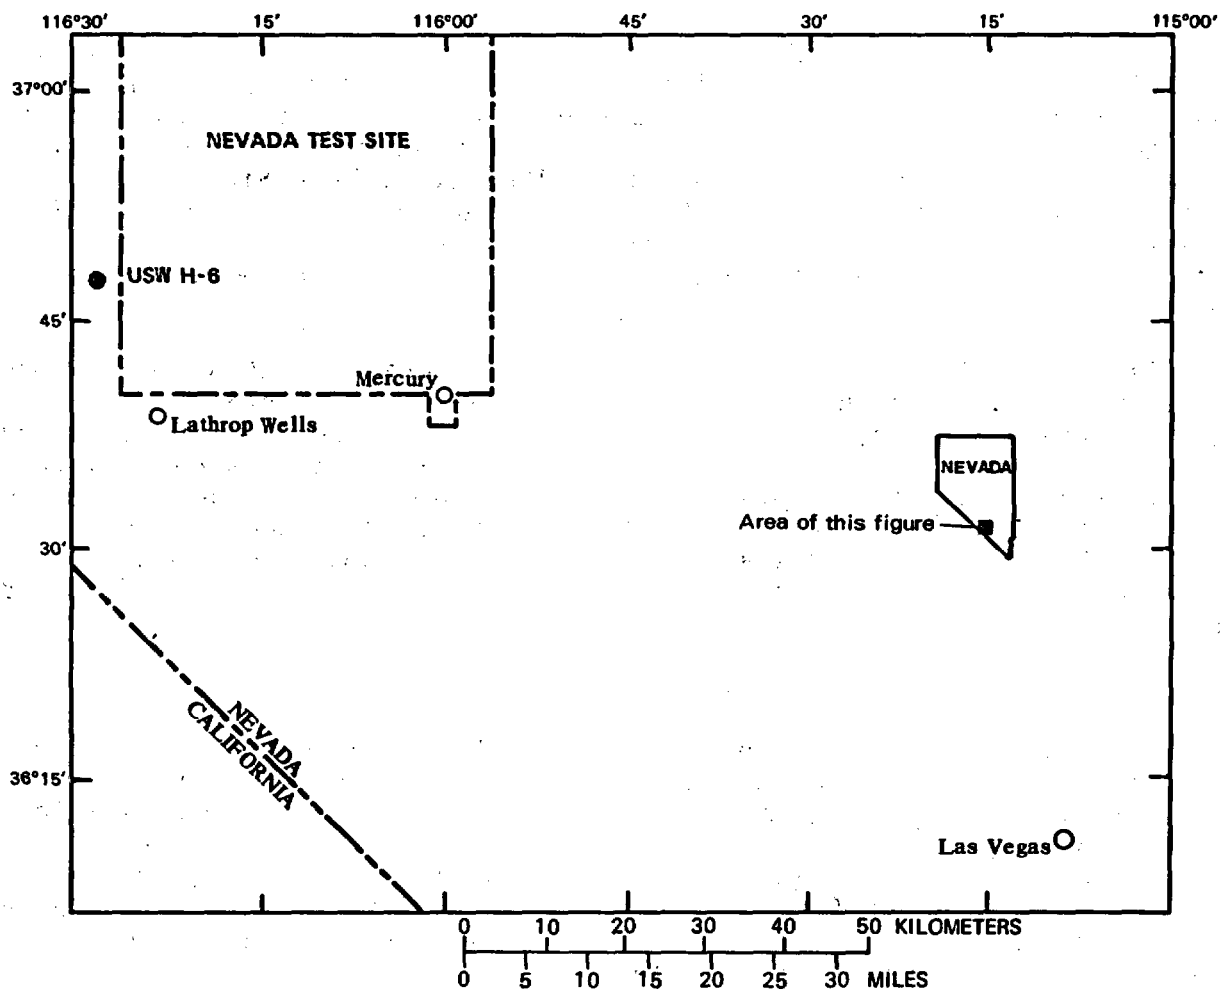 116°30′ 15′ 116°00′ 45′ 30′ 15′ 115°00′
37°00′
NEVADA TEST SITE
USW H-6
45′
Mercury
Lathrop Wells
NEVADA
Area of this figure
30′
NEVADA
CALIFORNIA
36°15′
Las Vegas
0 10 20 30 40 50 KILOMETERS
0 5 10 15 20 25 30 MILES